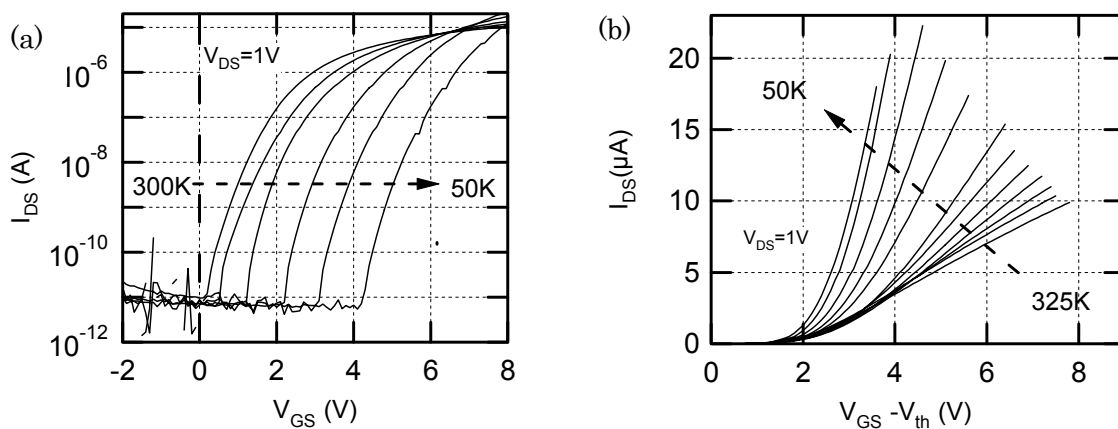 (a)
V_DS=1V
300K
50K
10^-6
10^-8
10^-10
10^-12
I_DS (A)
-2 0 2 4 6 8
V_GS (V)
(b)
50K
V_DS=1V
325K
20
15
10
5
0
I_DS(µA)
0 2 4 6 8
V_GS -V_th (V)